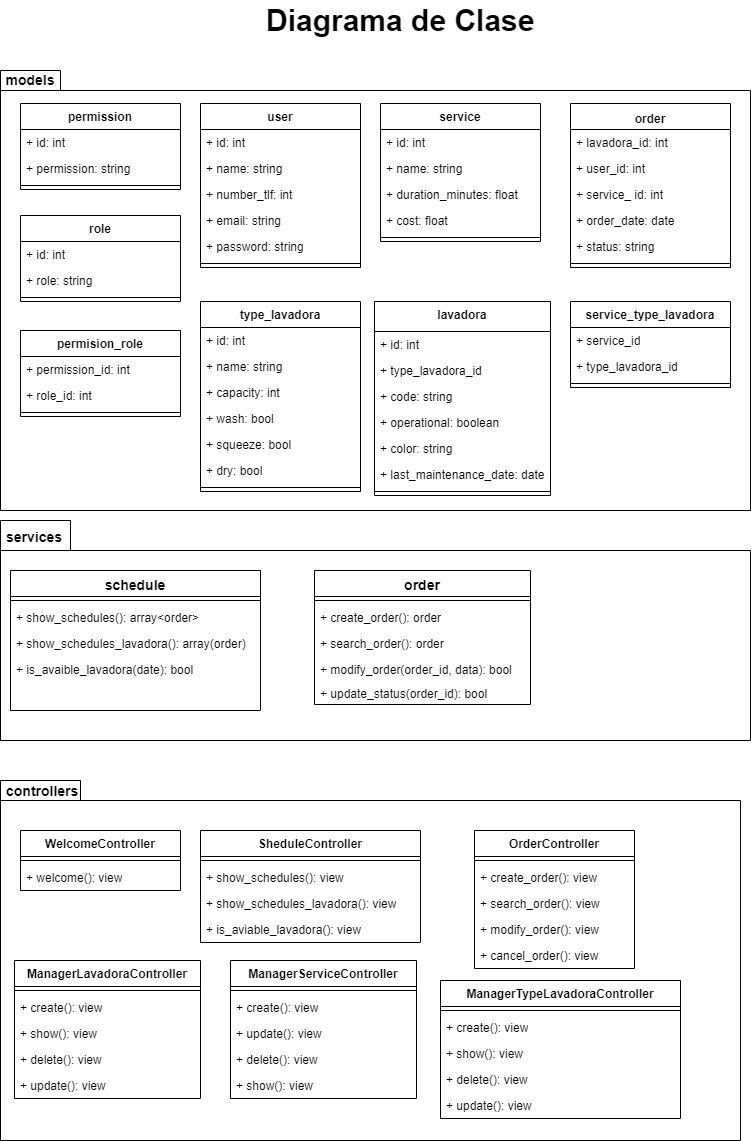 Diagrama de Clase
models
permission
+ id: int
+ permission: string
user
+ id: int
+ name: string
+ number_tlf: int
+ email: string
+ password: string
service
+ id: int
+ name: string
+ duration_minutes: float
+ cost: float
order
+ lavadora_id: int
+ user_id: int
+ service_ id: int
+ order_date: date
+ status: string
role
+ id: int
+ role: string
permision_role
+ permission_id: int
+ role_id: int
type_lavadora
+ id: int
+ name: string
+ capacity: int
+ wash: bool
+ squeeze: bool
+ dry: bool
lavadora
+ id: int
+ type_lavadora_id
+ code: string
+ operational: boolean
+ color: string
+ last_maintenance_date: date
service_type_lavadora
+ service_id
+ type_lavadora_id
services
schedule
+ show_schedules(): array<order>
+ show_schedules_lavadora(): array(order)
+ is_avaible_lavadora(date): bool
order
+ create_order(): order
+ search_order(): order
+ modify_order(order_id, data): bool
+ update_status(order_id): bool
controllers
WelcomeController
+ welcome(): view
SheduleController
+ show_schedules(): view
+ show_schedules_lavadora(): view
+ is_aviable_lavadora(): view
OrderController
+ create_order(): view
+ search_order(): view
+ modify_order(): view
+ cancel_order(): view
ManagerLavadoraController
+ create(): view
+ show(): view
+ delete(): view
+ update(): view
ManagerServiceController
+ create(): view
+ update(): view
+ delete(): view
+ show(): view
ManagerTypeLavadoraController
+ create(): view
+ show(): view
+ delete(): view
+ update(): view